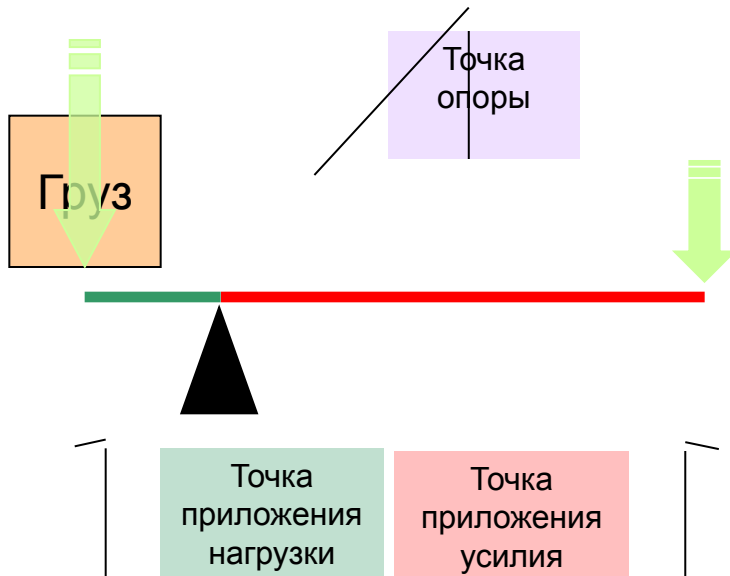 Точка
опоры
Груз
Точка
приложения
нагрузки
Точка
приложения
усилия